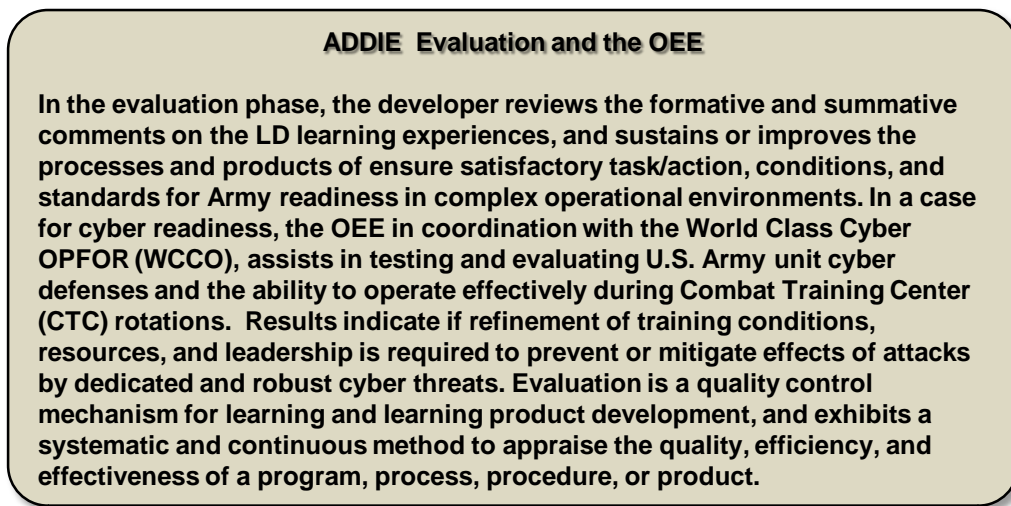 ADDIE Evaluation and the OEE
In the evaluation phase, the developer reviews the formative and summative
comments on the LD learning experiences, and sustains or improves the
processes and products of ensure satisfactory task/action, conditions, and
standards for Army readiness in complex operational environments. In a case
for cyber readiness, the OEE in coordination with the World Class Cyber
OPFOR (WCCO), assists in testing and evaluating U.S. Army unit cyber
defenses and the ability to operate effectively during Combat Training Center
(CTC) rotations. Results indicate if refinement of training conditions,
resources, and leadership is required to prevent or mitigate effects of attacks
by dedicated and robust cyber threats. Evaluation is a quality control
mechanism for learning and learning product development, and exhibits a
systematic and continuous method to appraise the quality, efficiency, and
effectiveness of a program, process, procedure, or product.